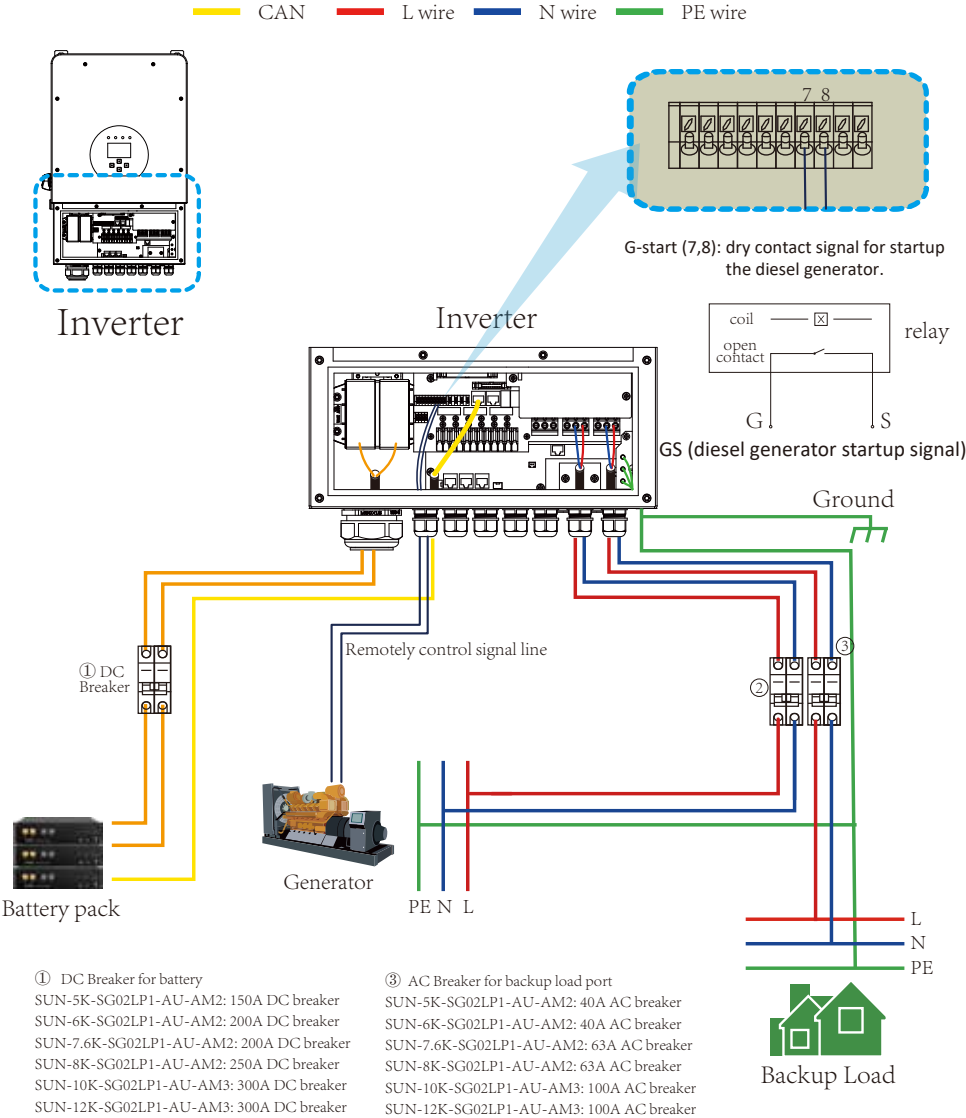 CAN L wire N wire PE wire
7 8
G-start (7,8): dry contact signal for startup
the diesel generator.
Inverter
Inverter
coil
open
contact
relay
G S
GS (diesel generator startup signal)
Ground
Remotely control signal line
① DC
Breaker
②
③
Generator
Battery pack
PE N L
L
N
PE
Backup Load
① DC Breaker for battery
SUN-5K-SG02LP1-AU-AM2: 150A DC breaker
SUN-6K-SG02LP1-AU-AM2: 200A DC breaker
SUN-7.6K-SG02LP1-AU-AM2: 200A DC breaker
SUN-8K-SG02LP1-AU-AM2: 250A DC breaker
SUN-10K-SG02LP1-AU-AM3: 300A DC breaker
SUN-12K-SG02LP1-AU-AM3: 300A DC breaker
③ AC Breaker for backup load port
SUN-5K-SG02LP1-AU-AM2: 40A AC breaker
SUN-6K-SG02LP1-AU-AM2: 40A AC breaker
SUN-7.6K-SG02LP1-AU-AM2: 63A AC breaker
SUN-8K-SG02LP1-AU-AM2: 63A AC breaker
SUN-10K-SG02LP1-AU-AM3: 100A AC breaker
SUN-12K-SG02LP1-AU-AM3: 100A AC breaker